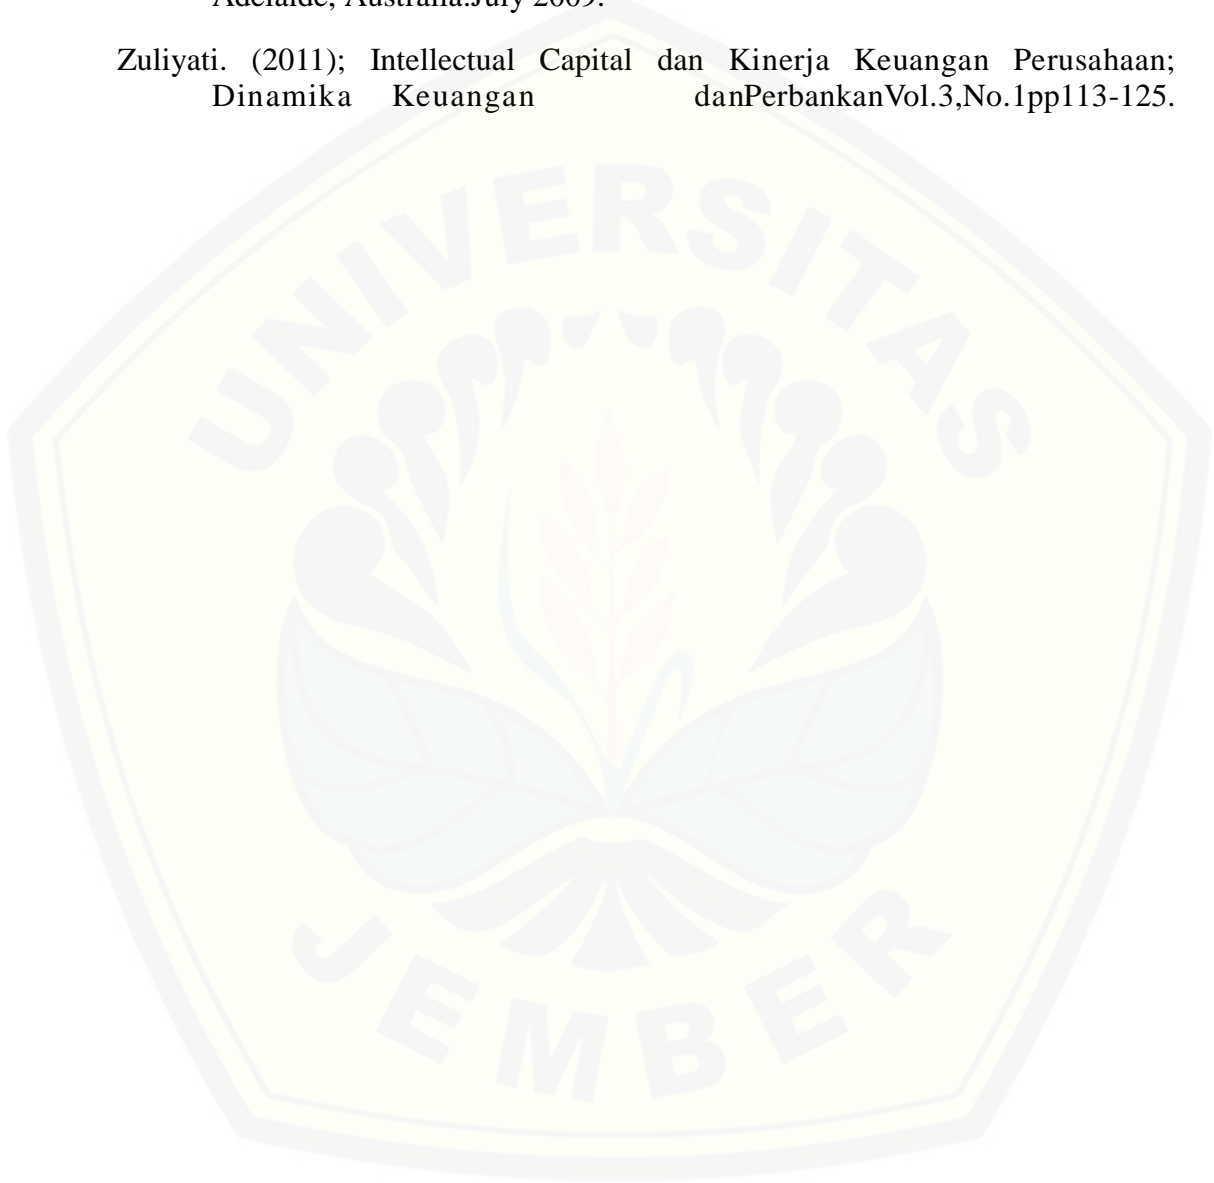 Adelaide, Australia.July 2009.
Zuliyati. (2011); Intellectual Capital dan Kinerja Keuangan Perusahaan;
Dinamika Keuangan danPerbankanVol.3,No.1pp113-125.
UNIVERSITAS
JEMBER